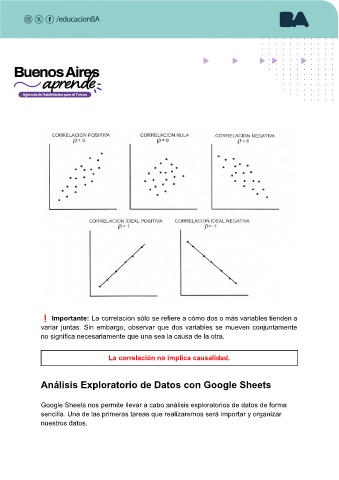 /educacionBA
BA
Buenos Aires
aprende
Agencia de Habilidades para el Futuro
CORRELACION POSITIVA
ρ > 0
CORRELACION NULA
ρ = 0
CORRELACION NEGATIVA
ρ < 0
CORRELACION IDEAL POSITIVA
ρ = 1
CORRELACION IDEAL NEGATIVA
ρ = -1
❗ Importante: La correlación sólo se refiere a cómo dos o más variables tienden a
variar juntas. Sin embargo, observar que dos variables se mueven conjuntamente
no significa necesariamente que una sea la causa de la otra.
La correlación no implica causalidad.
Análisis Exploratorio de Datos con Google Sheets
Google Sheets nos permite llevar a cabo análisis exploratorios de datos de forma
sencilla. Una de las primeras tareas que realizaremos será importar y organizar
nuestros datos.